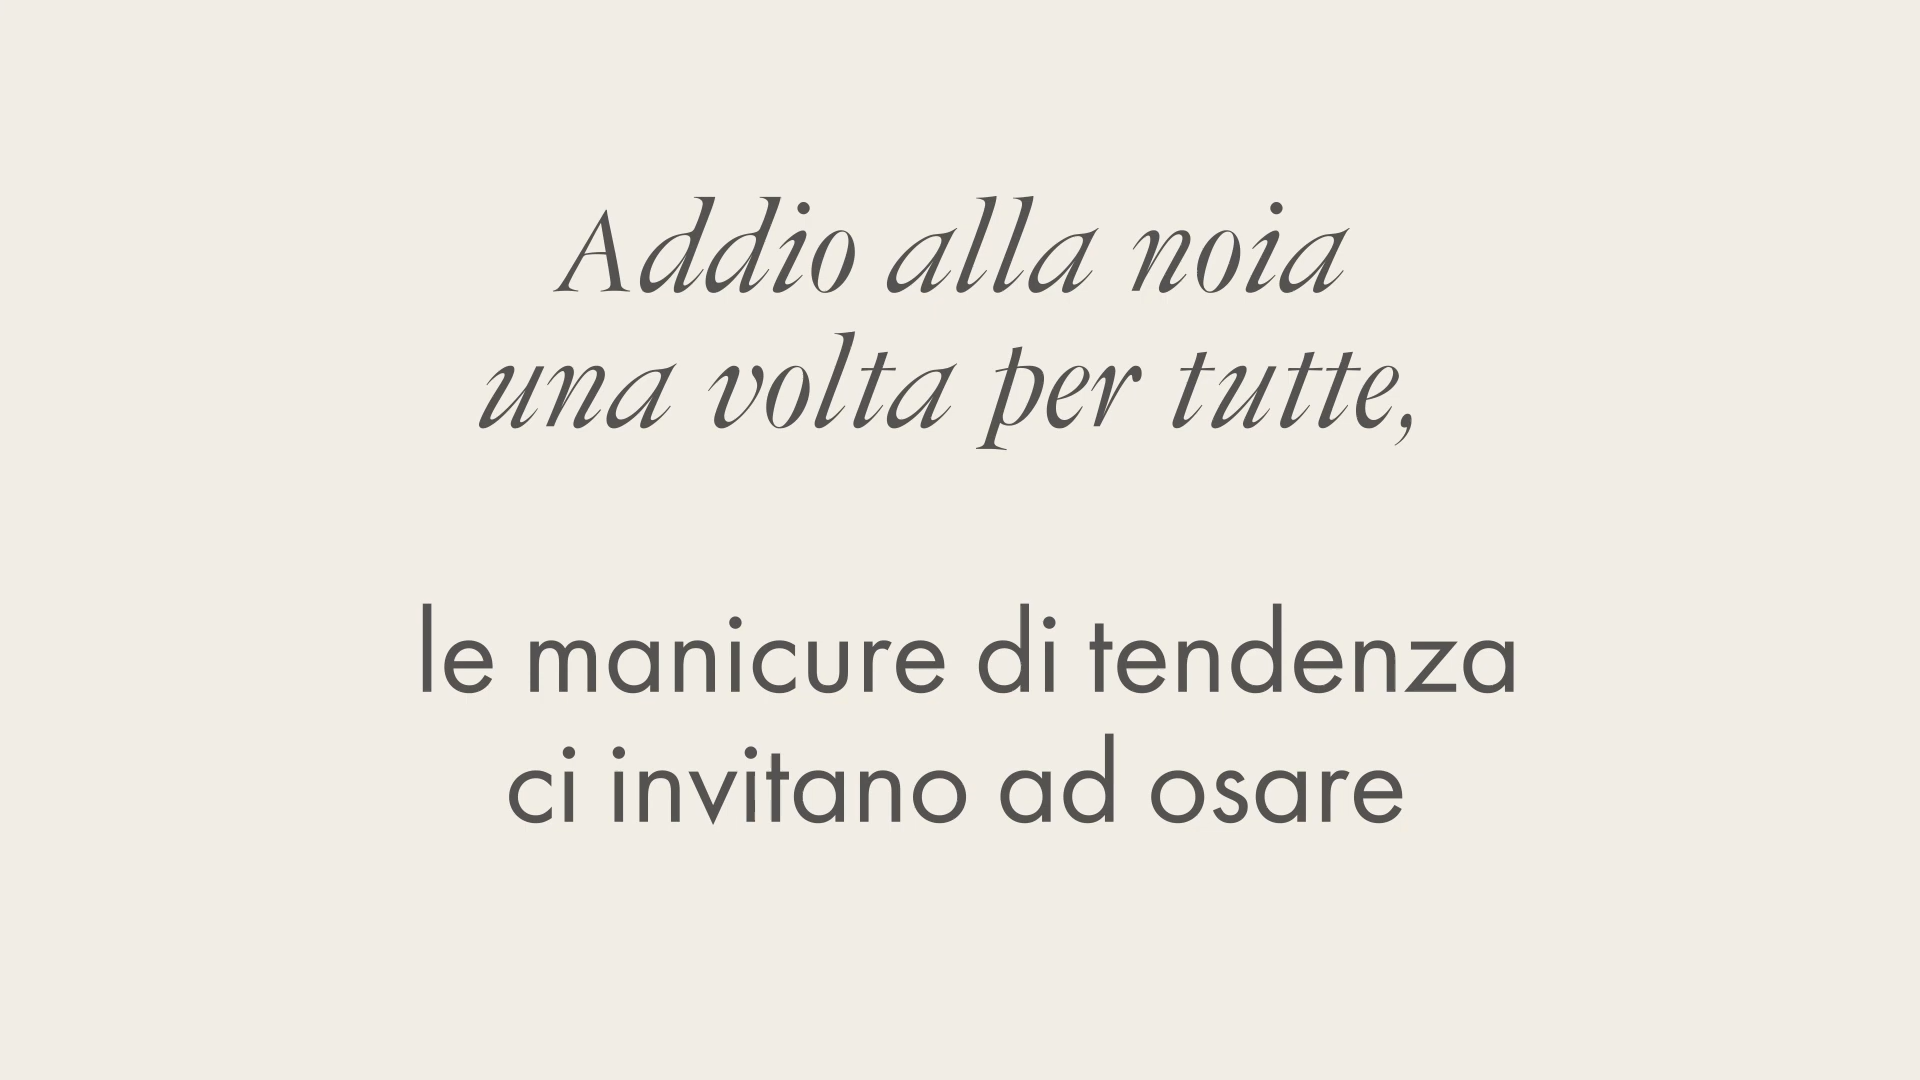 Addio alla noia
una volta per tutte,
le manicure di tendenza
ci invitano ad osare